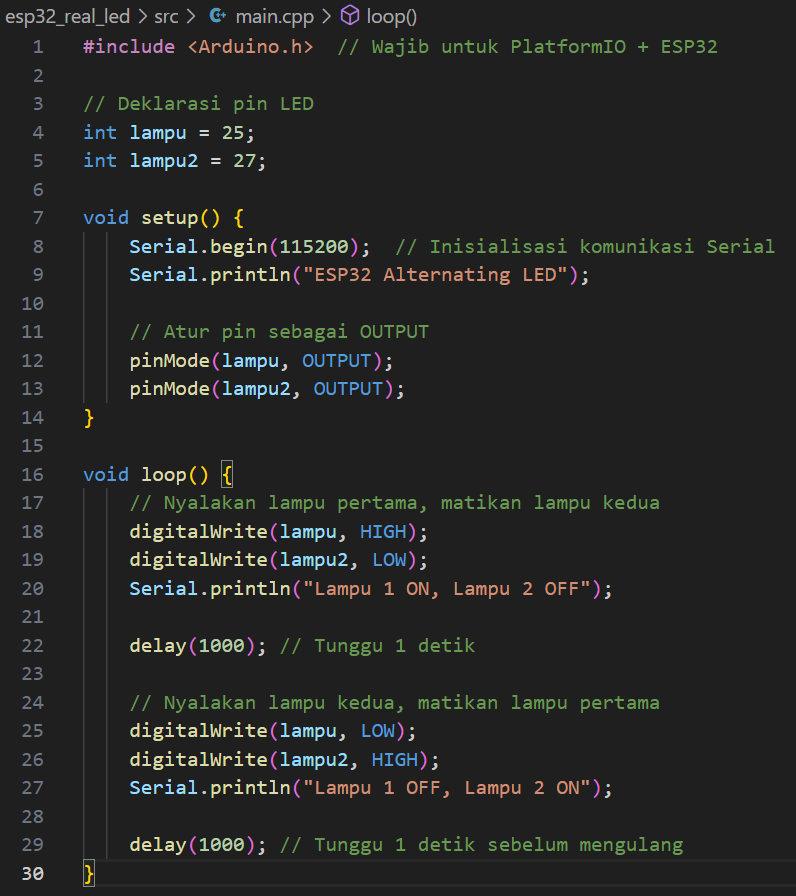 esp32_real_led > src > main.cpp > loop()
1 #include <Arduino.h>  // Wajib untuk PlatformIO + ESP32
2
3 // Deklarasi pin LED
4 int lampu = 25;
5 int lampu2 = 27;
6
7 void setup() {
8     Serial.begin(115200);  // Inisialisasi komunikasi Serial
9     Serial.println("ESP32 Alternating LED");
10
11     // Atur pin sebagai OUTPUT
12     pinMode(lampu, OUTPUT);
13     pinMode(lampu2, OUTPUT);
14 }
15
16 void loop() {
17     // Nyalakan lampu pertama, matikan lampu kedua
18     digitalWrite(lampu, HIGH);
19     digitalWrite(lampu2, LOW);
20     Serial.println("Lampu 1 ON, Lampu 2 OFF");
21
22     delay(1000); // Tunggu 1 detik
23
24     // Nyalakan lampu kedua, matikan lampu pertama
25     digitalWrite(lampu, LOW);
26     digitalWrite(lampu2, HIGH);
27     Serial.println("Lampu 1 OFF, Lampu 2 ON");
28
29     delay(1000); // Tunggu 1 detik sebelum mengulang
30 }